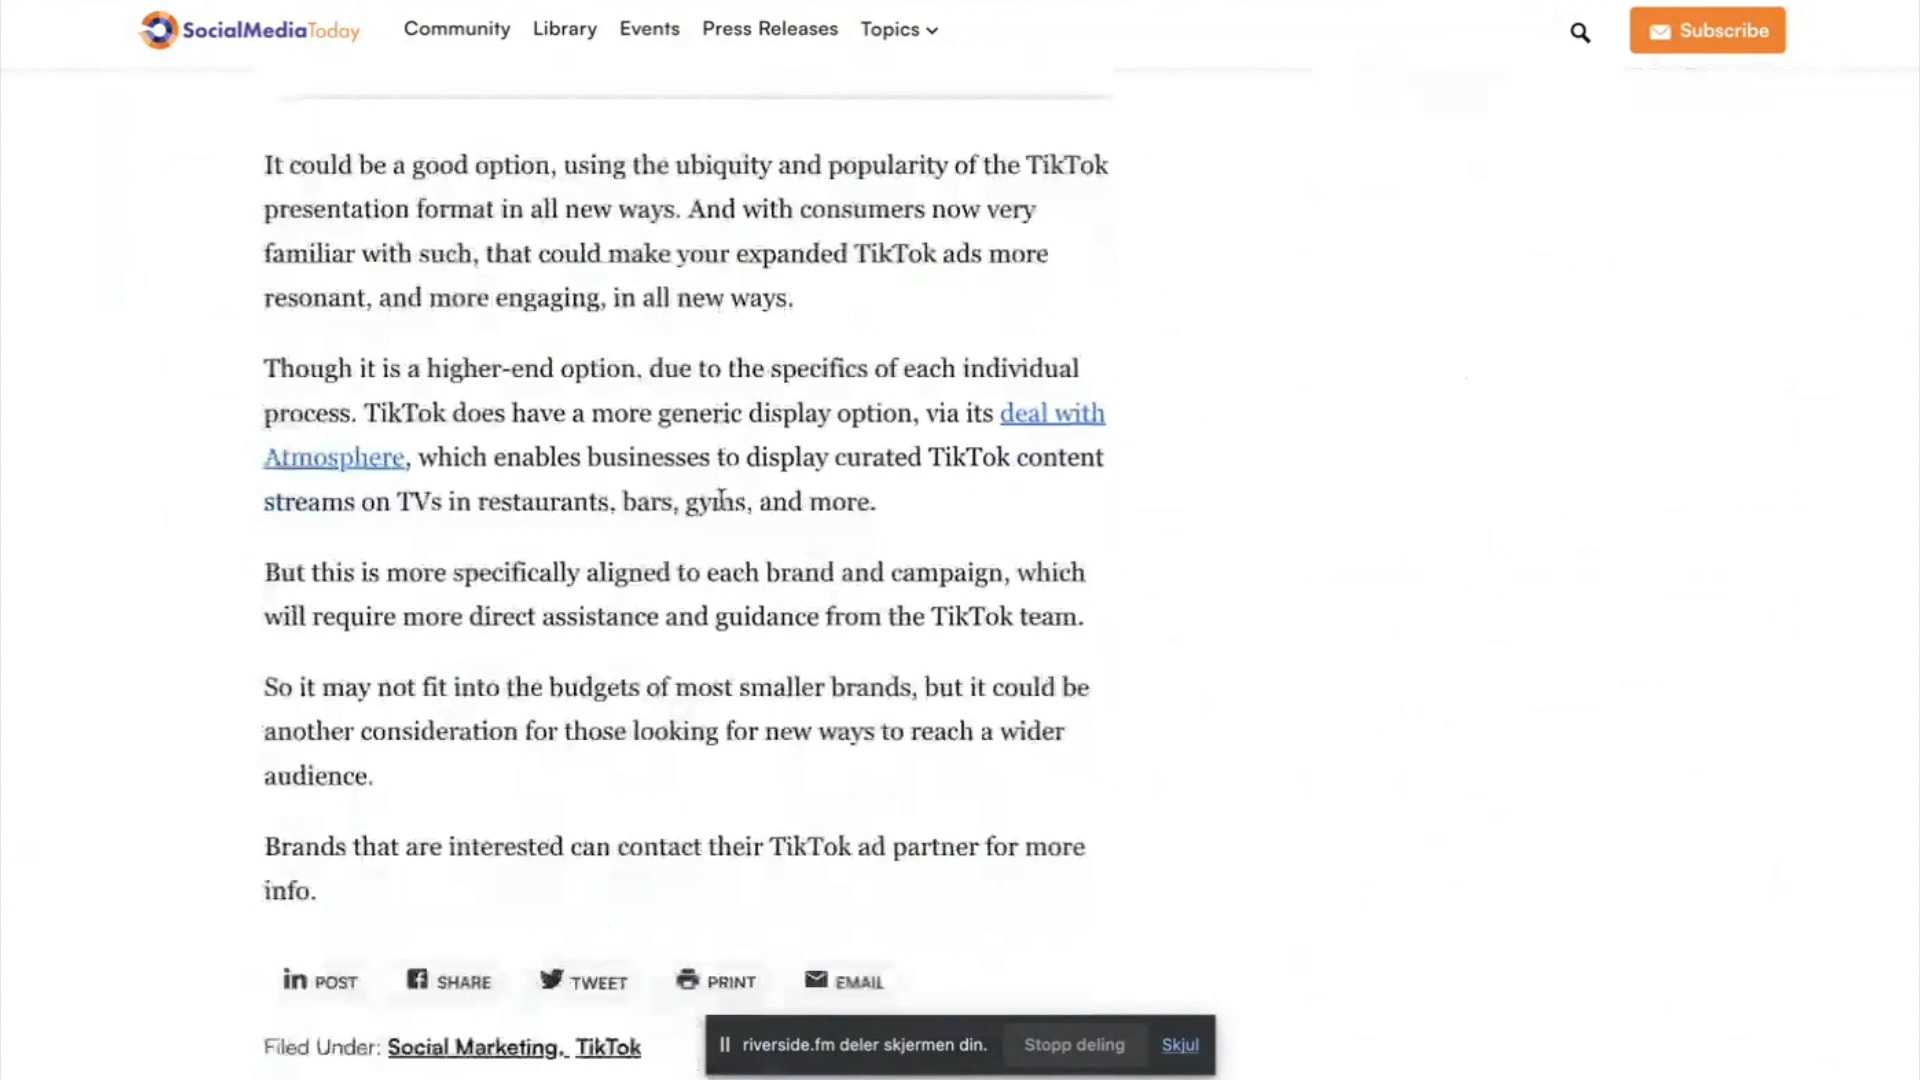 SocialMediaToday Community Library Events Press Releases Topics Subscribe
It could be a good option, using the ubiquity and popularity of the TikTok
presentation format in all new ways. And with consumers now very
familiar with such, that could make your expanded TikTok ads more
resonant, and more engaging, in all new ways.
Though it is a higher-end option, due to the specifics of each individual
process. TikTok does have a more generic display option, via its deal with
Atmosphere, which enables businesses to display curated TikTok content
streams on TVs in restaurants, bars, gyms, and more.
But this is more specifically aligned to each brand and campaign, which
will require more direct assistance and guidance from the TikTok team.
So it may not fit into the budgets of most smaller brands, but it could be
another consideration for those looking for new ways to reach a wider
audience.
Brands that are interested can contact their TikTok ad partner for more
info.
in POST SHARE TWEET PRINT EMAIL
Filed Under: Social Marketing, TikTok
riverside.fm deler skjermen din. Stopp deling Skjul